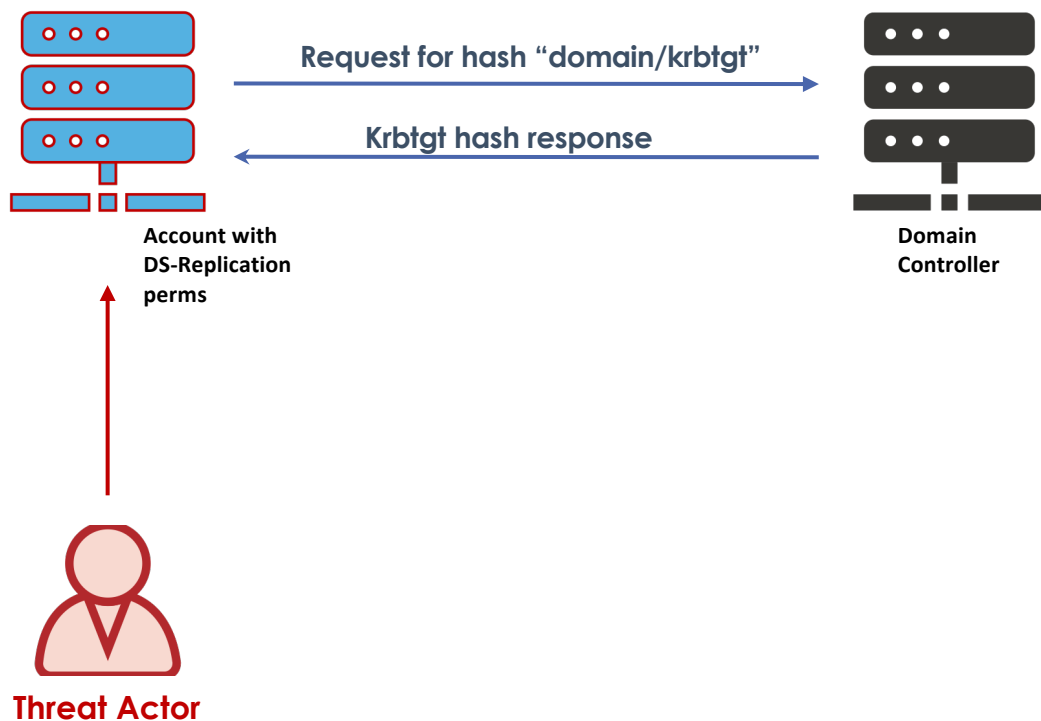 Request for hash “domain/krbtgt”
Krbtgt hash response
Account with
DS-Replication
perms
Domain
Controller
Threat Actor